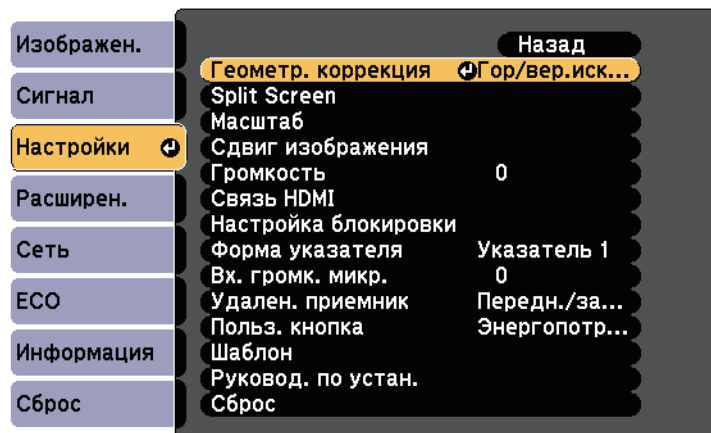 Изображен.
Сигнал
Настройки
Расширен.
Сеть
ECO
Информация
Сброс
Назад
Геометр. коррекция Гор/вер.иск...
Split Screen
Масштаб
Сдвиг изображения
Громкость 0
Связь HDMI
Настройка блокировки
Форма указателя Указатель 1
Вх. громк. микр. 0
Удален. приемник Передн./за...
Польз. кнопка Энергопотр...
Шаблон
Руковод. по устан.
Сброс